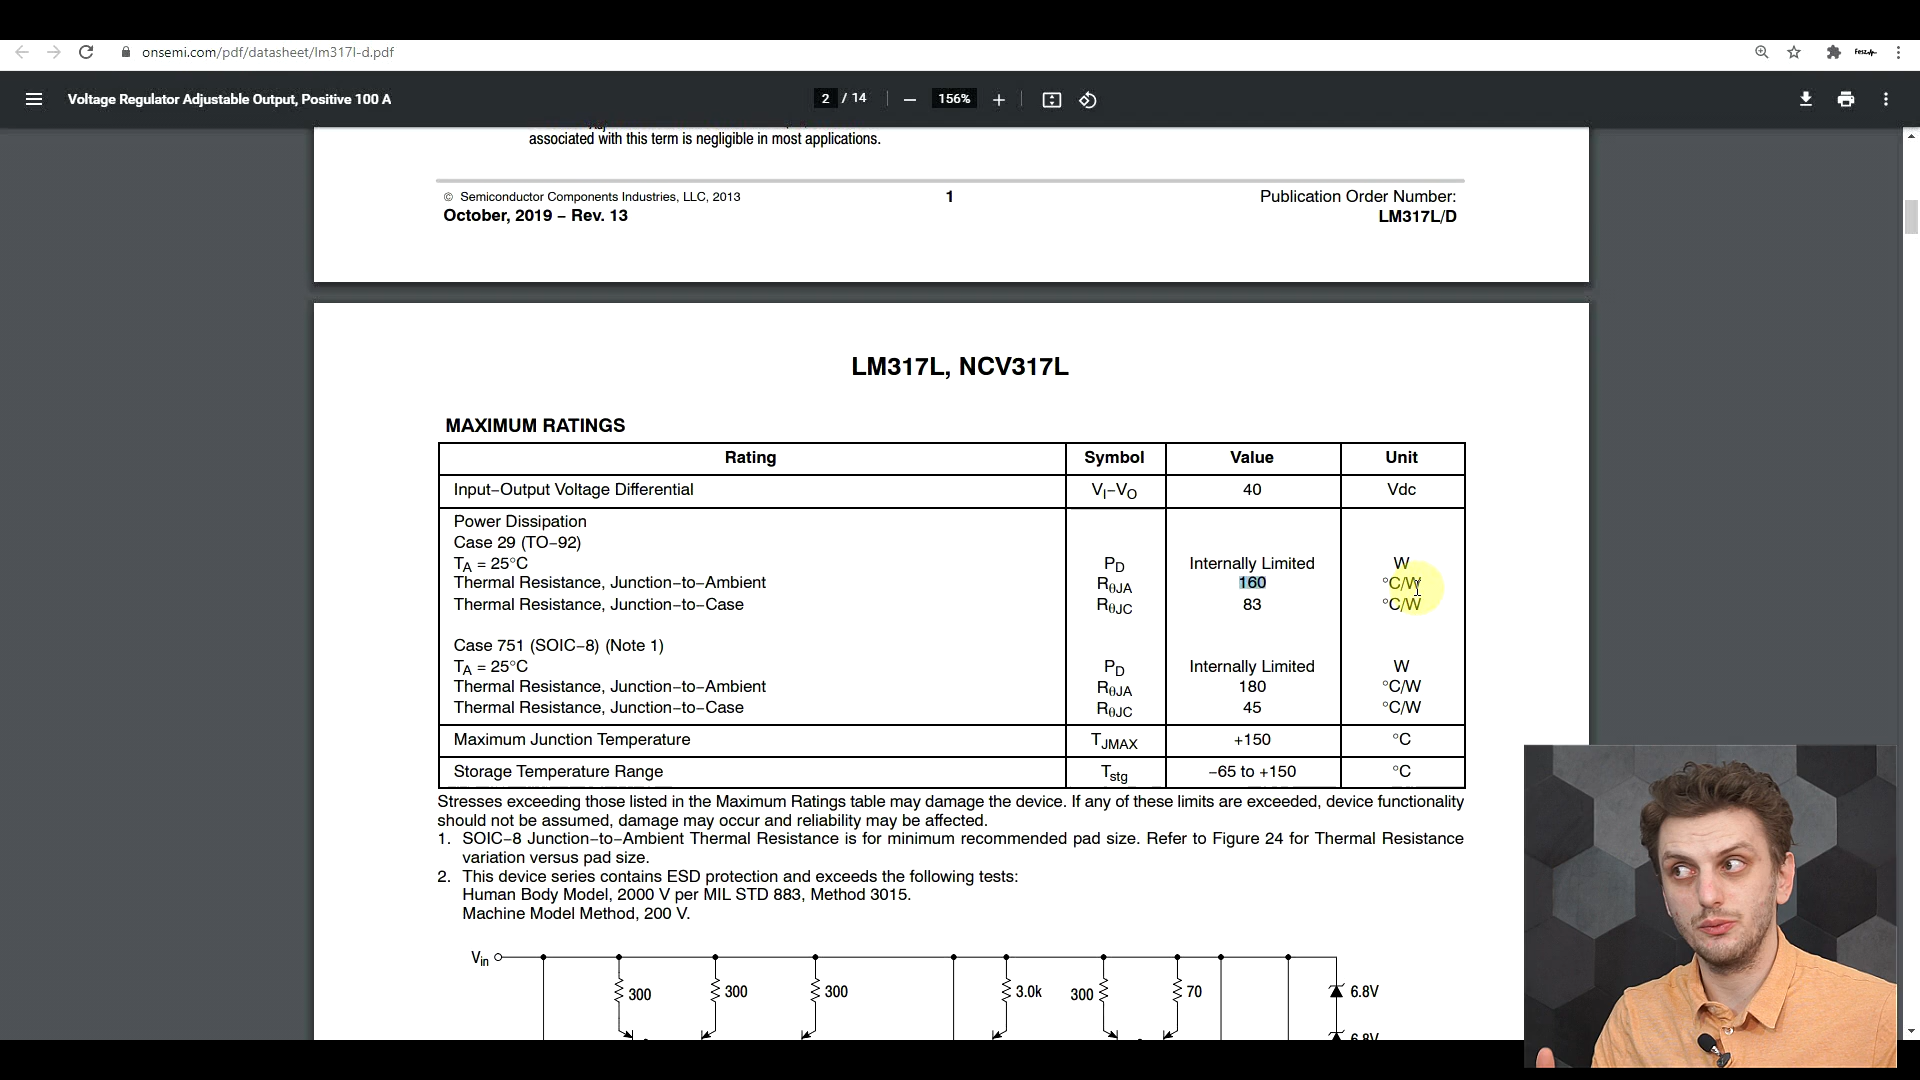 onsemi.com/pdf/datasheet/lm317l-d.pdf
Fesz
Voltage Regulator Adjustable Output, Positive 100 A
2 / 14
156%
associated with this term is negligible in most applications.
© Semiconductor Components Industries, LLC, 2013
1
Publication Order Number:
October, 2019 − Rev. 13
LM317L/D
LM317L, NCV317L
MAXIMUM RATINGS
Rating Symbol Value Unit
Input−Output Voltage Differential VI−VO 40 Vdc
Power Dissipation
Case 29 (TO−92)
TA = 25°C PD Internally Limited W
Thermal Resistance, Junction−to−Ambient RθJA 160 °C/W
Thermal Resistance, Junction−to−Case RθJC 83 °C/W
Case 751 (SOIC−8) (Note 1)
TA = 25°C PD Internally Limited W
Thermal Resistance, Junction−to−Ambient RθJA 180 °C/W
Thermal Resistance, Junction−to−Case RθJC 45 °C/W
Maximum Junction Temperature TJMAX +150 °C
Storage Temperature Range Tstg −65 to +150 °C
Stresses exceeding those listed in the Maximum Ratings table may damage the device. If any of these limits are exceeded, device functionality
should not be assumed, damage may occur and reliability may be affected.
1. SOIC−8 Junction−to−Ambient Thermal Resistance is for minimum recommended pad size. Refer to Figure 24 for Thermal Resistance
variation versus pad size.
2. This device series contains ESD protection and exceeds the following tests:
Human Body Model, 2000 V per MIL STD 883, Method 3015.
Machine Model Method, 200 V.
Vin
300 300 300 3.0k 300 70 6.8V
6.8V